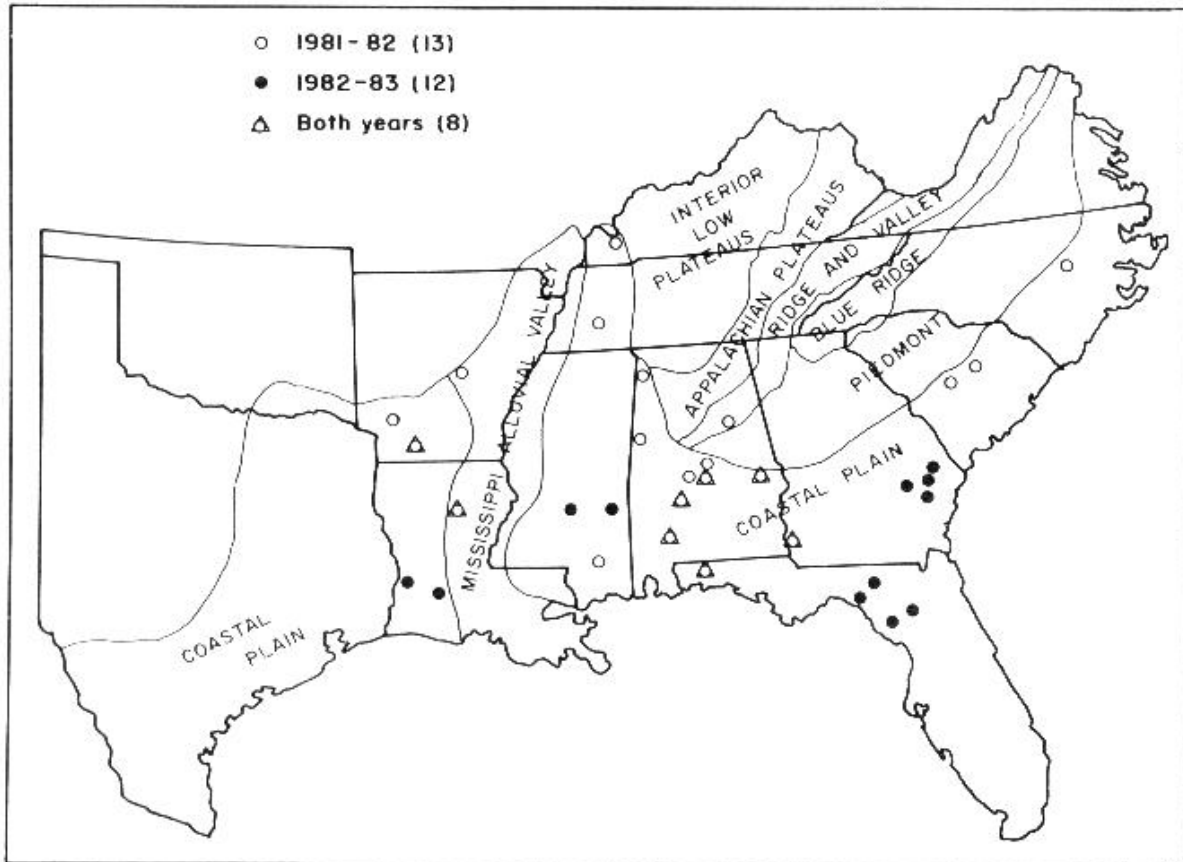 1981-82 (13)
1982-83 (12)
Both years (8)
INTERIOR
LOW
PLATEAUS
APPALACHIAN PLATEAUS
RIDGE AND VALLEY
BLUE RIDGE
PIEDMONT
COASTAL PLAIN
MISSISSIPPI ALLUVIAL VALLEY
COASTAL
PLAIN